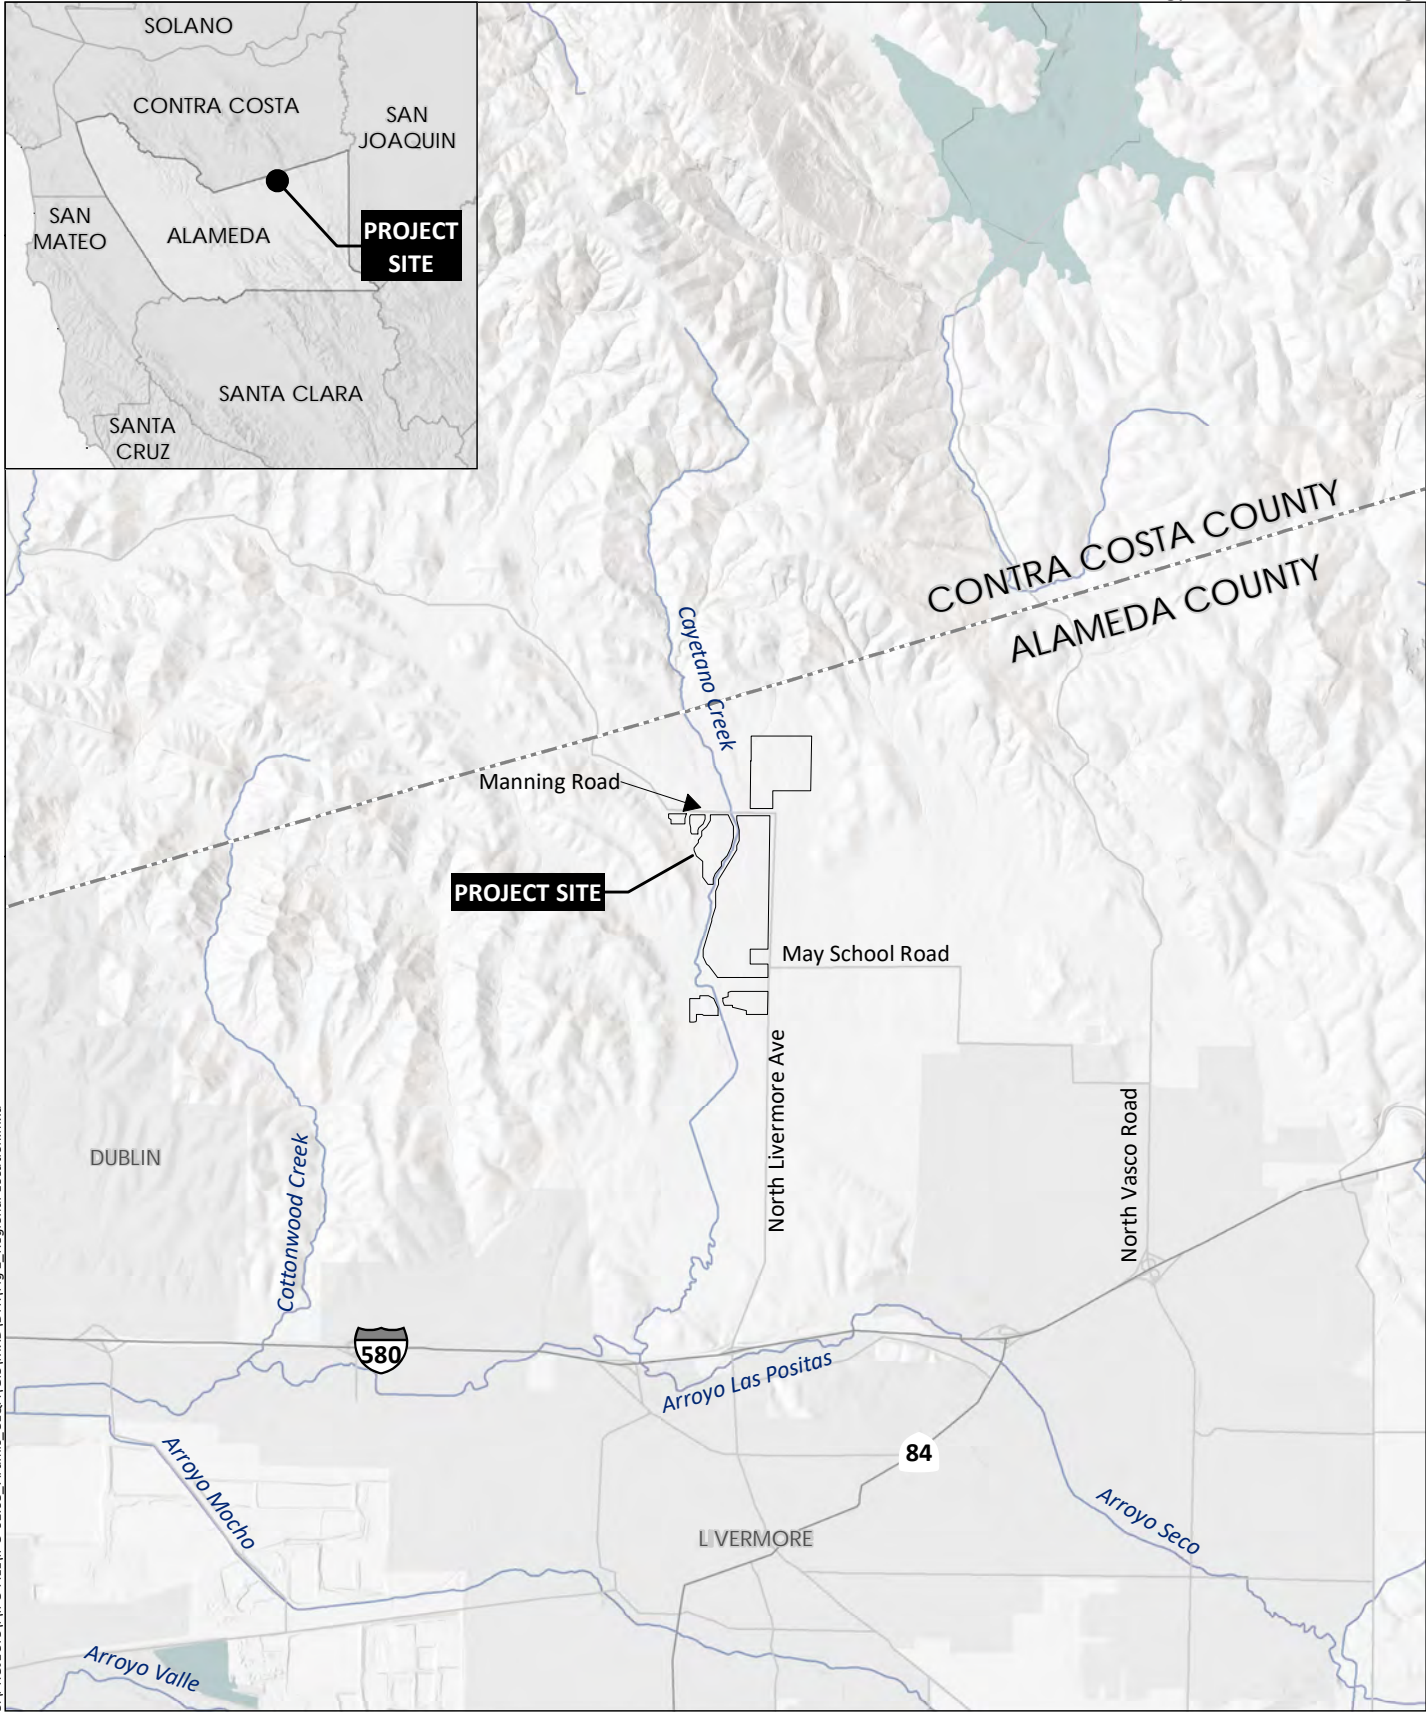 SOLANO
CONTRA COSTA
SAN
JOAQUIN
SAN
MATEO
ALAMEDA
PROJECT
SITE
SANTA CLARA
SANTA
CRUZ
CONTRA COSTA COUNTY
ALAMEDA COUNTY
Cayetano Creek
Manning Road
PROJECT SITE
May School Road
North Livermore Ave
North Vasco Road
DUBLIN
Cottonwood Creek
580
Arroyo Las Positas
84
Arroyo Mocho
Arroyo Seco
L VERMORE
Arroyo Valle